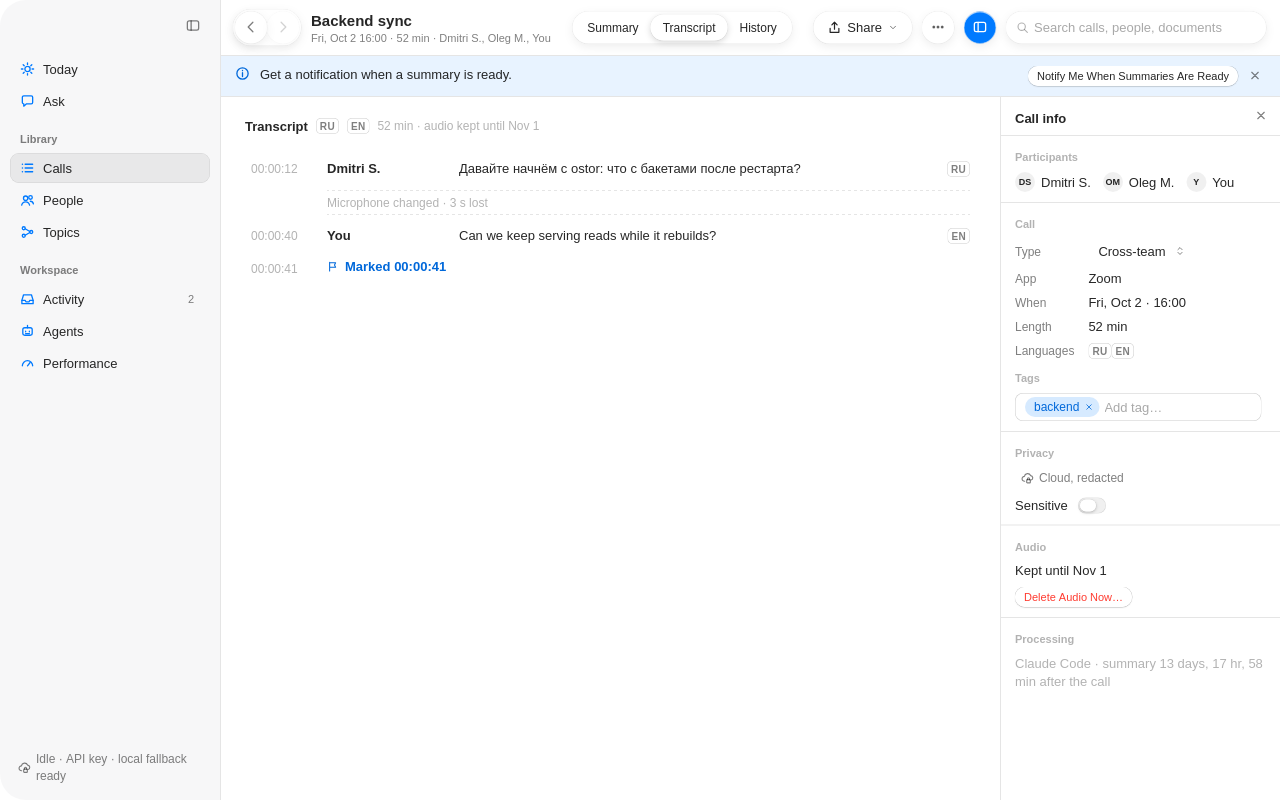 Today
Ask
Library
Calls
People
Topics
Workspace
Activity 2
Agents
Performance
Idle · API key · local fallback
ready
Backend sync
Fri, Oct 2 16:00 · 52 min · Dmitri S., Oleg M., You
Summary Transcript History
Share
Search calls, people, documents
Get a notification when a summary is ready.
Notify Me When Summaries Are Ready
Transcript RU EN 52 min · audio kept until Nov 1
00:00:12 Dmitri S. Давайте начнём с ostor: что с бакетами после рестарта? RU
Microphone changed · 3 s lost
00:00:40 You Can we keep serving reads while it rebuilds? EN
00:00:41 Marked 00:00:41
Call info
Participants
DS Dmitri S. OM Oleg M. Y You
Call
Type Cross-team
App Zoom
When Fri, Oct 2 · 16:00
Length 52 min
Languages RU EN
Tags
backend Add tag…
Privacy
Cloud, redacted
Sensitive
Audio
Kept until Nov 1
Delete Audio Now…
Processing
Claude Code · summary 13 days, 17 hr, 58
min after the call